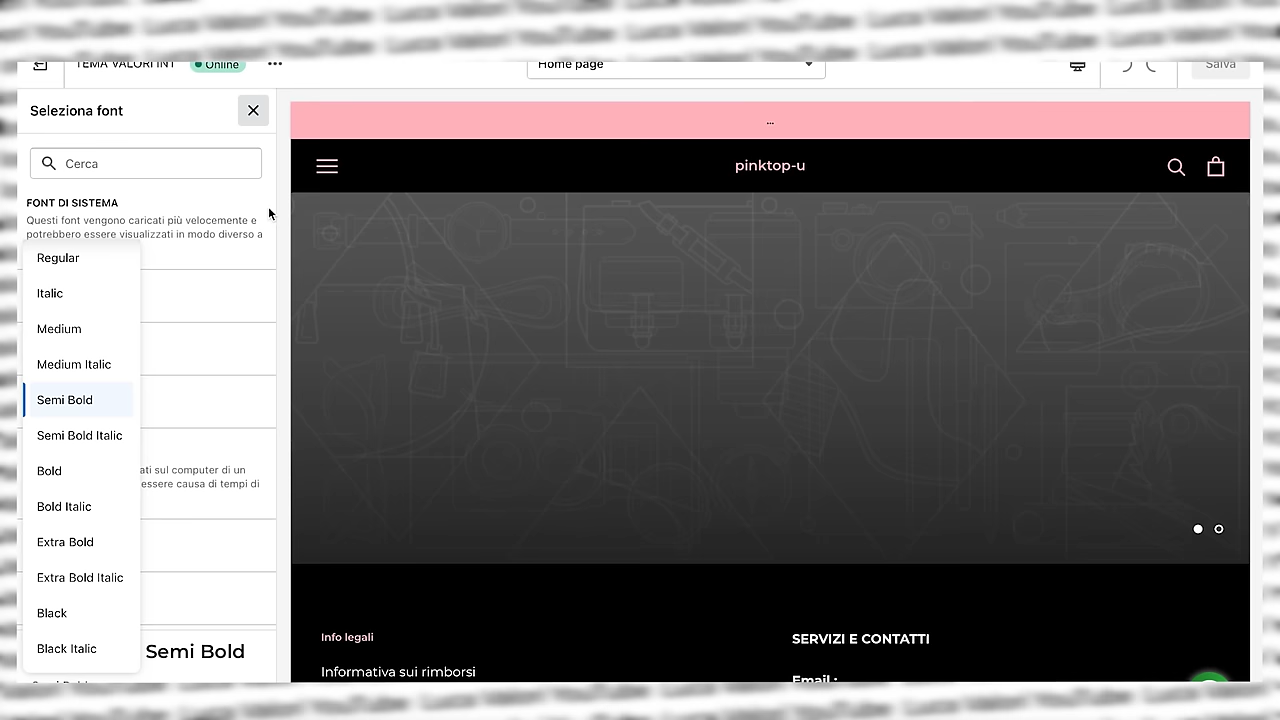 Luca Valori YouTube
TEMA VALORI INT
Online
Home page
Salva
Seleziona font
Cerca
FONT DI SISTEMA
Questi font vengono caricati più velocemente e
potrebbero essere visualizzati in modo diverso a
Regular
Italic
Medium
Medium Italic
Semi Bold
Semi Bold Italic
Bold
ati sul computer di un
essere causa di tempi di
Bold Italic
Extra Bold
Extra Bold Italic
Black
Black Italic
Semi Bold
...
pinktop-u
Info legali
Informativa sui rimborsi
SERVIZI E CONTATTI
Email :